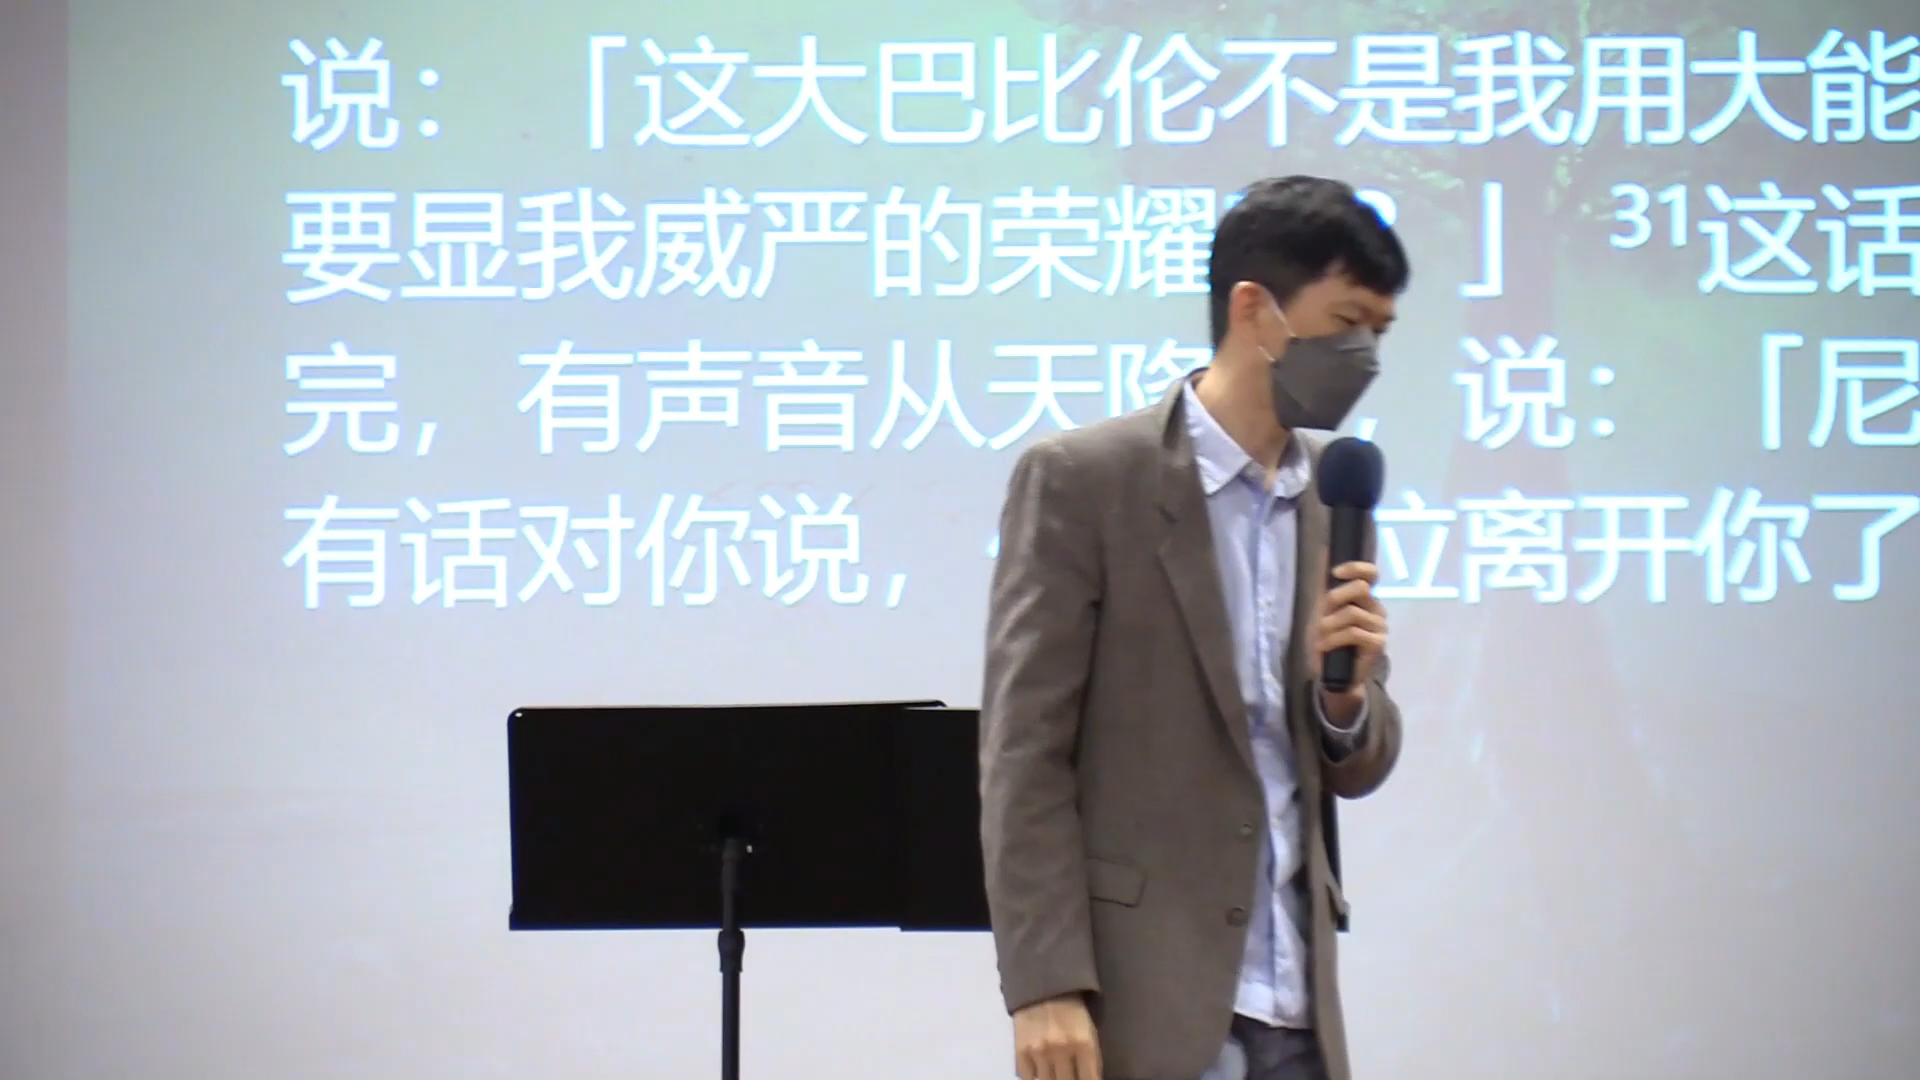 说：「这大巴比伦不是我用大能
要显我威严的荣耀 」 31这话
完，有声音从天降 ，说：「尼
有话对你说， 位离开你了